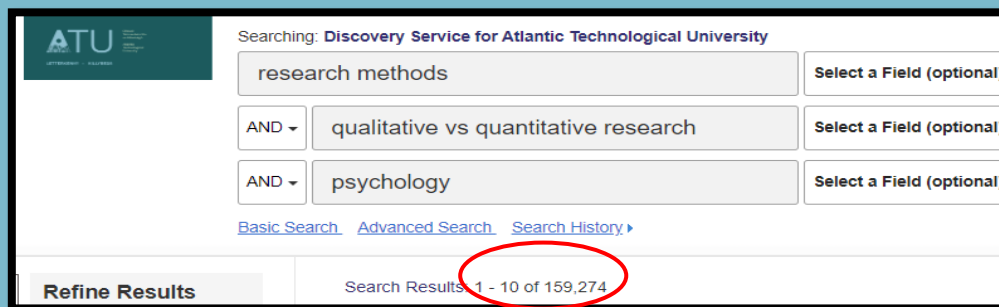 ATU
Searching: Discovery Service for Atlantic Technological University
research methods
Select a Field (optional)
AND
qualitative vs quantitative research
Select a Field (optional)
AND
psychology
Select a Field (optional)
Basic Search Advanced Search Search History
Refine Results
Search Results: 1 - 10 of 159,274